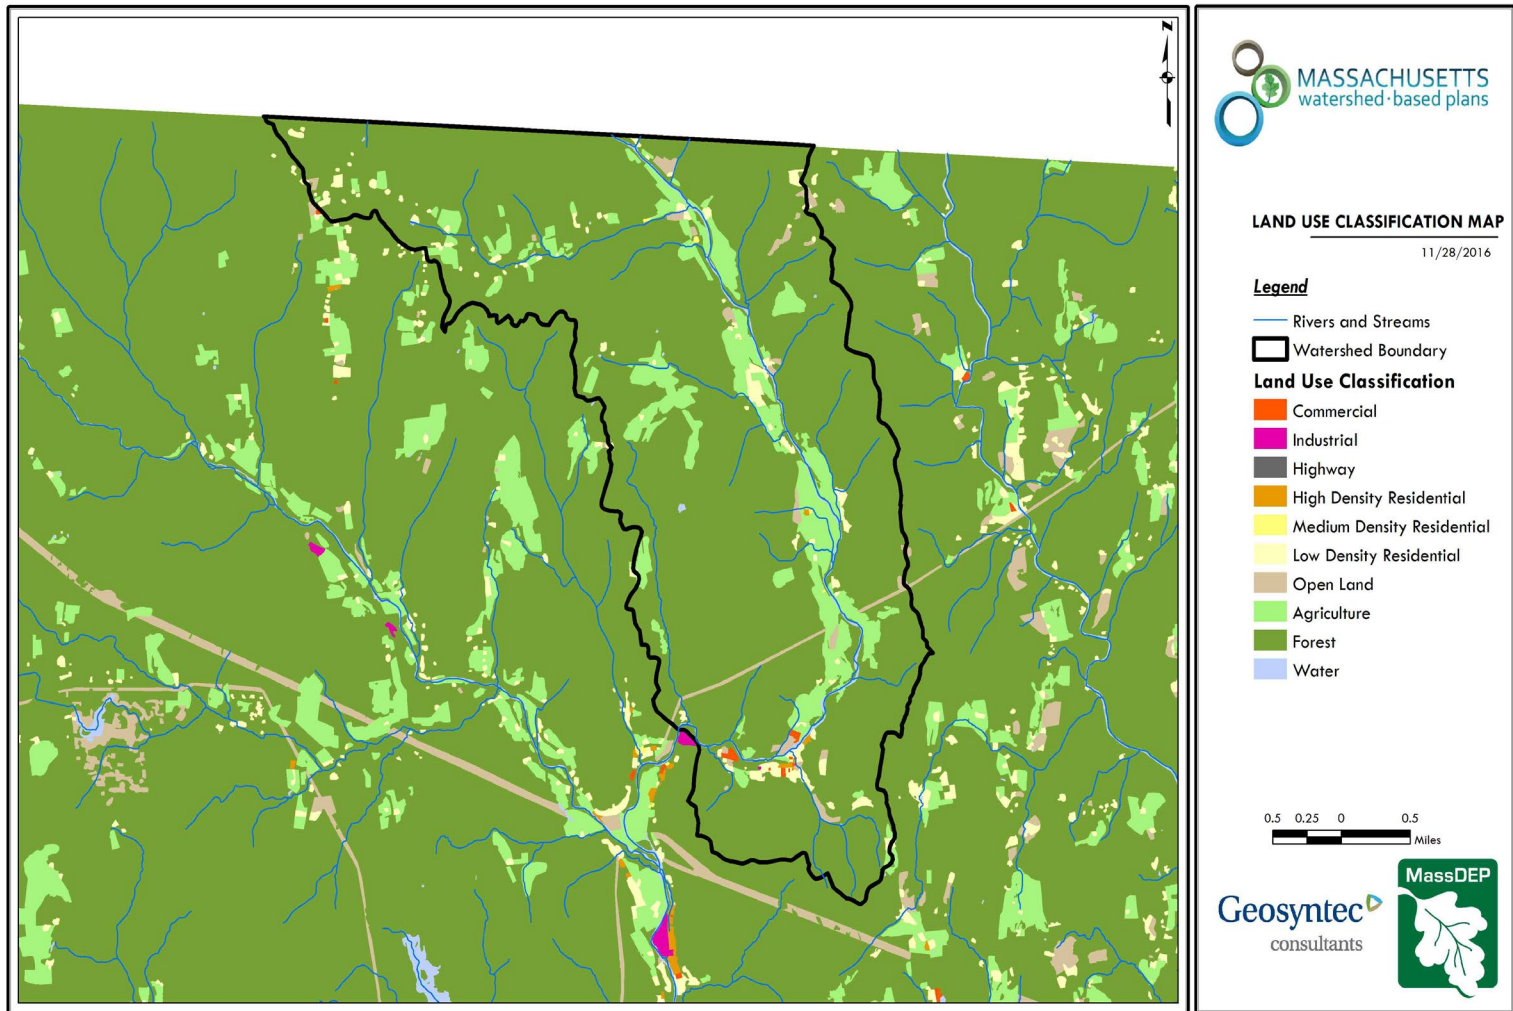 N
MASSACHUSETTS
watershed·based plans
LAND USE CLASSIFICATION MAP
11/28/2016
Legend
Rivers and Streams
Watershed Boundary
Land Use Classification
Commercial
Industrial
Highway
High Density Residential
Medium Density Residential
Low Density Residential
Open Land
Agriculture
Forest
Water
0.5 0.25 0 0.5
Miles
Geosyntec
consultants
MassDEP